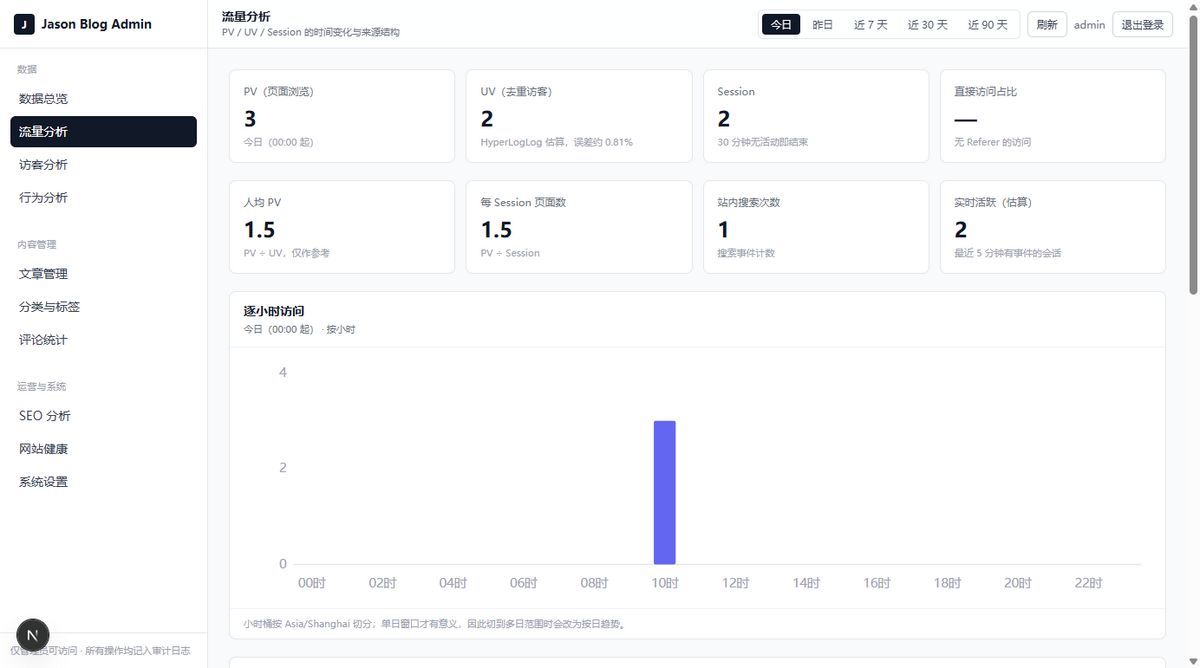 J Jason Blog Admin
数据
数据总览
流量分析
访客分析
行为分析
内容管理
文章管理
分类与标签
评论统计
运营与系统
SEO 分析
网站健康
系统设置
N
可访问 · 所有操作均记入审计日志
流量分析
PV / UV / Session 的时间变化与来源结构
今日 昨日 近 7 天 近 30 天 近 90 天 刷新 admin 退出登录
PV（页面浏览）
3
今日（00:00 起）
UV（去重访客）
2
HyperLogLog 估算，误差约 0.81%
Session
2
30 分钟无活动即结束
直接访问占比
—
无 Referer 的访问
人均 PV
1.5
PV ÷ UV，仅作参考
每 Session 页面数
1.5
PV ÷ Session
站内搜索次数
1
搜索事件计数
实时活跃（估算）
2
最近 5 分钟有事件的会话
逐小时访问
今日（00:00 起） · 按小时
4
2
0
00时 02时 04时 06时 08时 10时 12时 14时 16时 18时 20时 22时
小时桶按 Asia/Shanghai 切分；单日窗口才有意义，因此切到多日范围时会改为按日趋势。